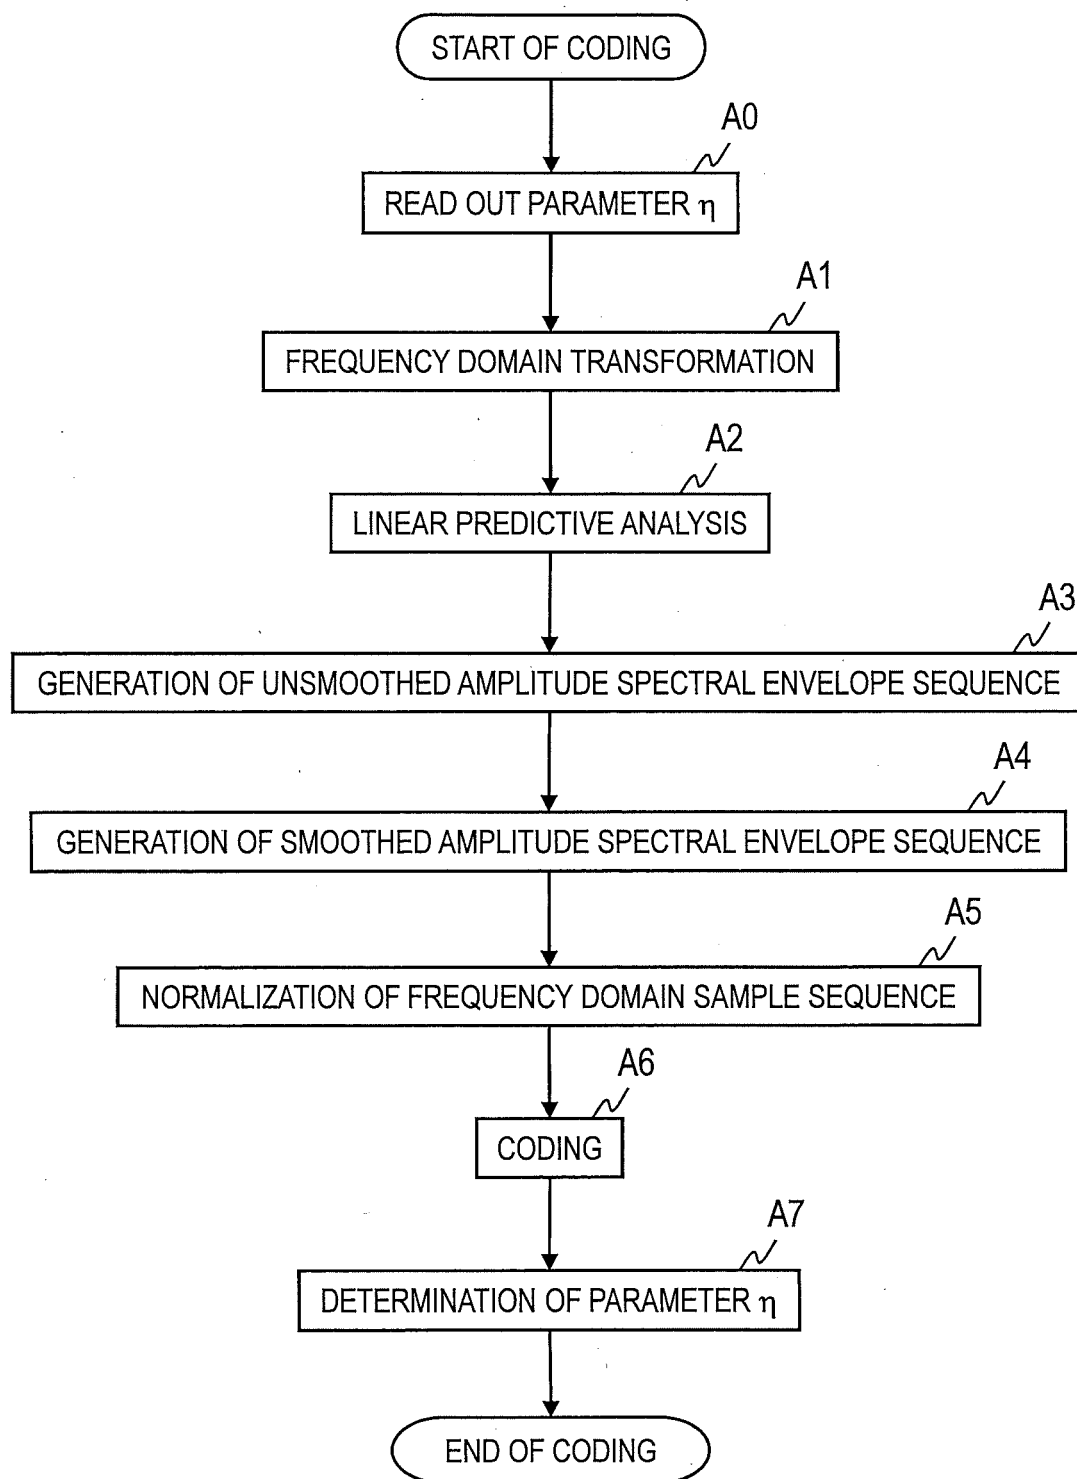 START OF CODING
A0
READ OUT PARAMETER η
A1
FREQUENCY DOMAIN TRANSFORMATION
A2
LINEAR PREDICTIVE ANALYSIS
A3
GENERATION OF UNSMOOTHED AMPLITUDE SPECTRAL ENVELOPE SEQUENCE
A4
GENERATION OF SMOOTHED AMPLITUDE SPECTRAL ENVELOPE SEQUENCE
A5
NORMALIZATION OF FREQUENCY DOMAIN SAMPLE SEQUENCE
A6
CODING
A7
DETERMINATION OF PARAMETER η
END OF CODING